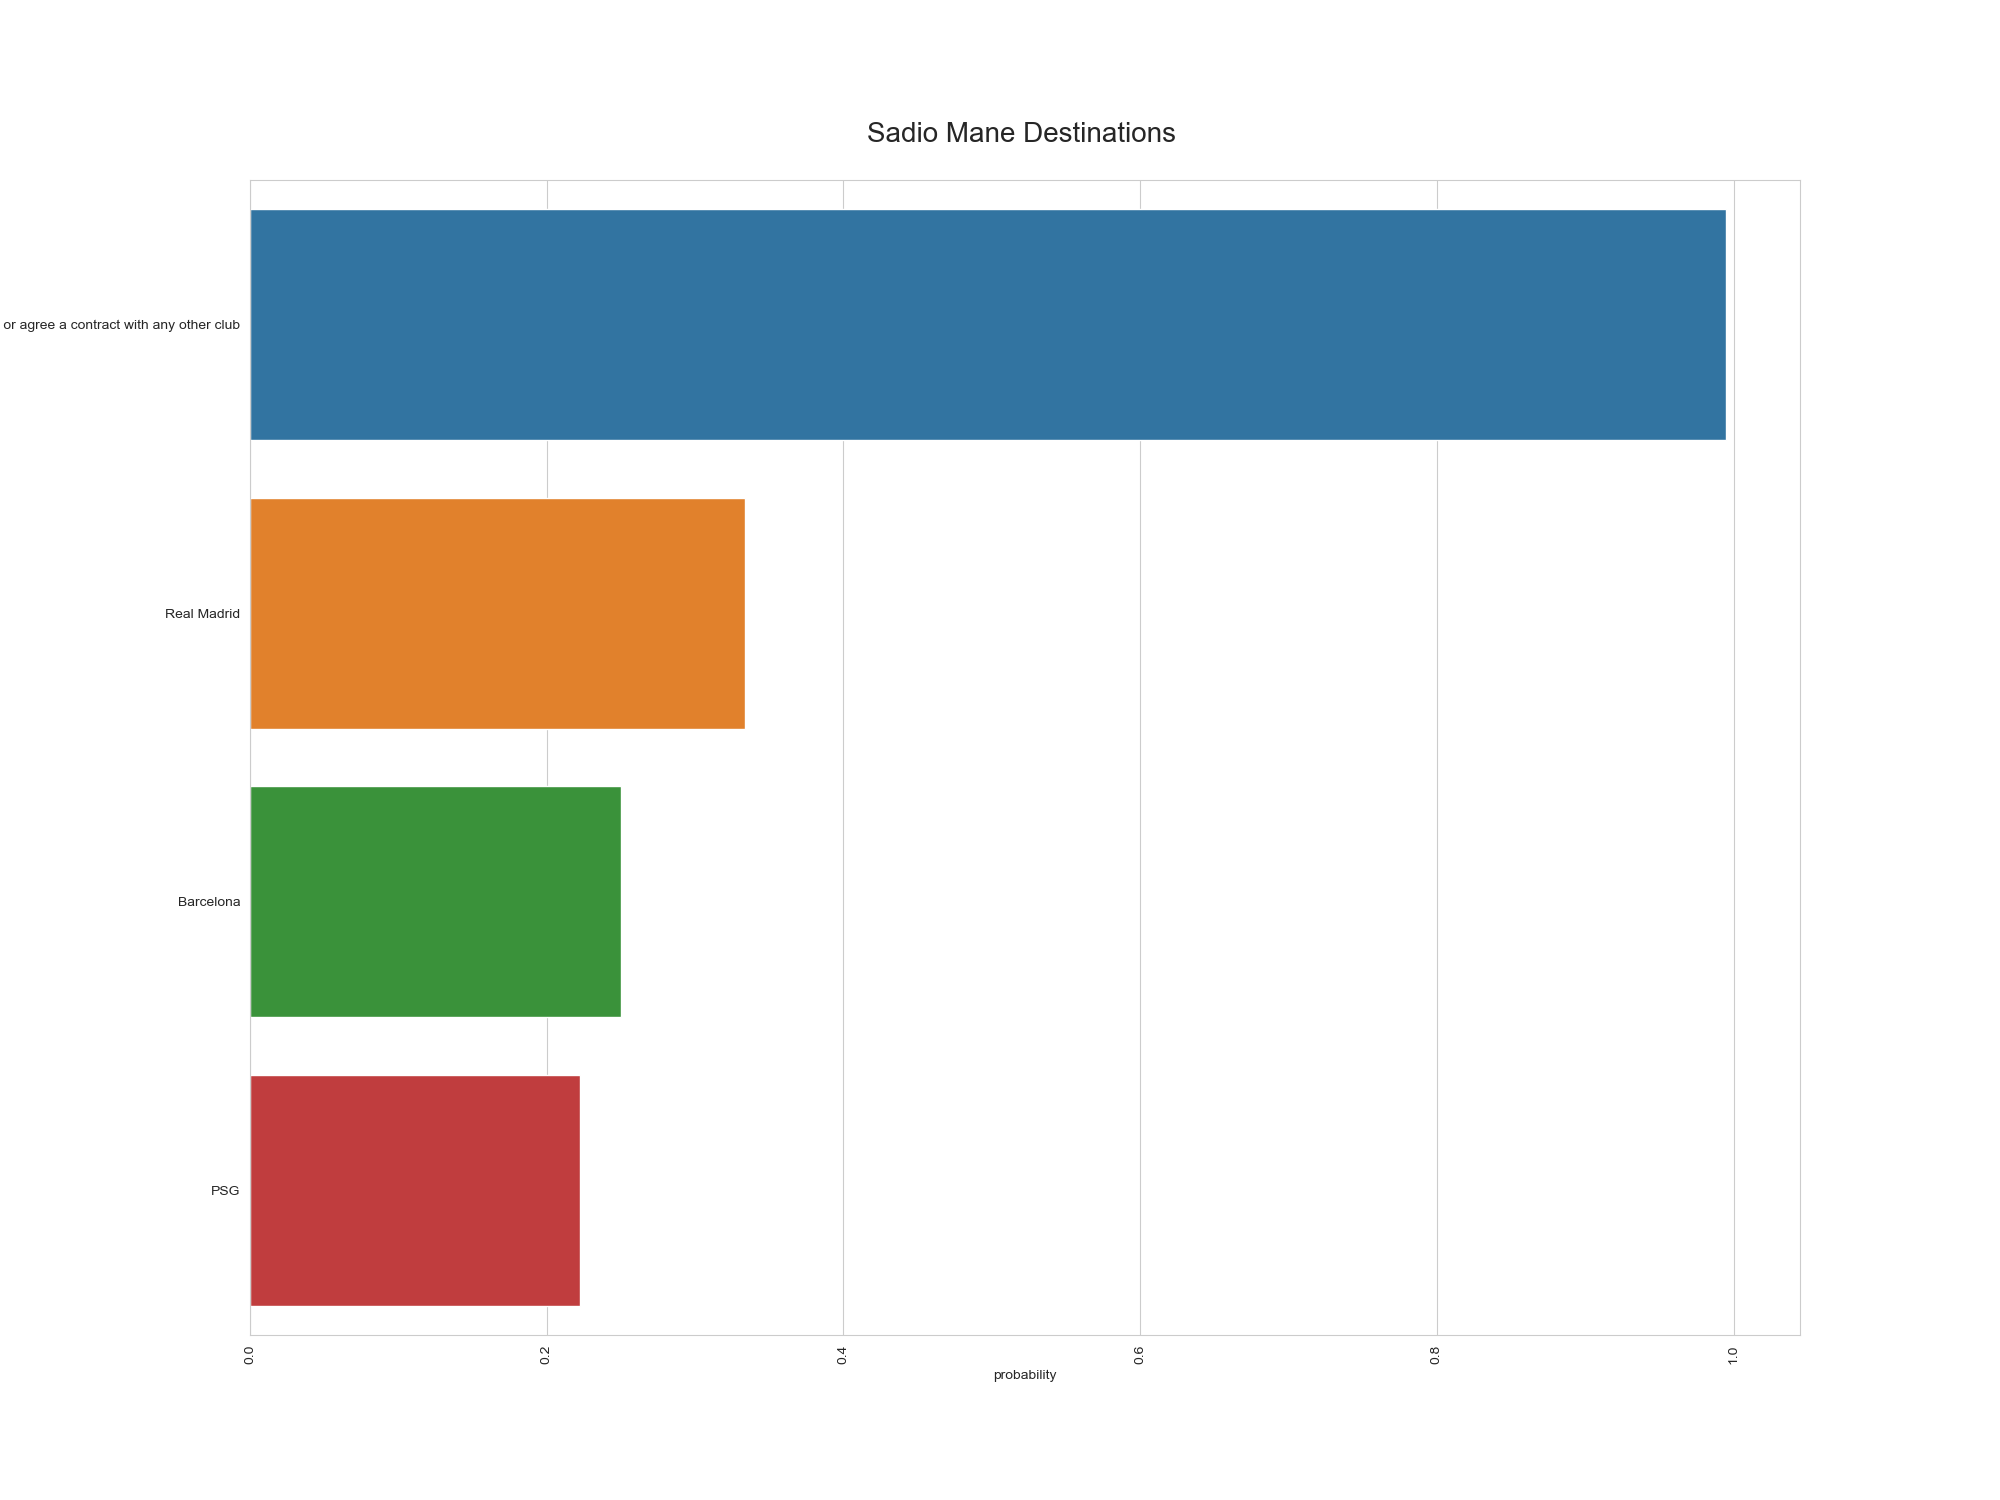 Sadio Mane Destinations
or agree a contract with any other club
Real Madrid
Barcelona
PSG
0.0
0.2
0.4
0.6
0.8
1.0
probability